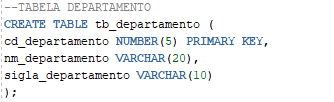 --TABELA DEPARTAMENTO
CREATE TABLE tb_departamento (
cd_departamento NUMBER(5) PRIMARY KEY,
nm_departamento VARCHAR(20),
sigla_departamento VARCHAR(10)
);